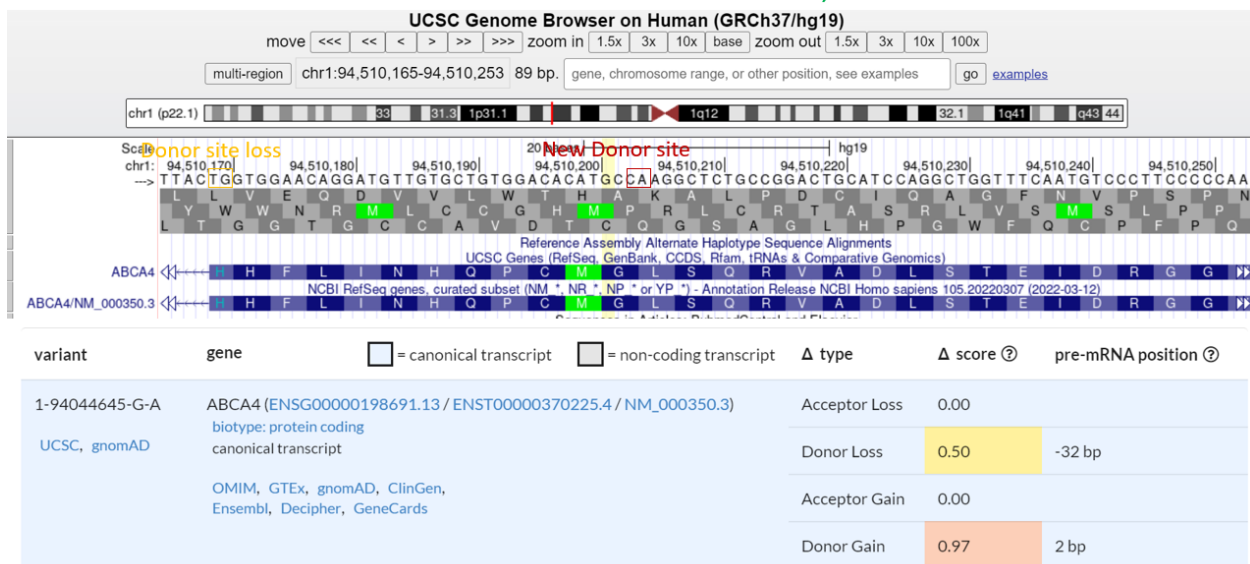 UCSC Genome Browser on Human (GRCh37/hg19)
move <<< << < > >> >>> zoom in 1.5x 3x 10x base zoom out 1.5x 3x 10x 100x
multi-region chr1:94,510,165-94,510,253 89 bp. gene, chromosome range, or other position, see examples go examples
chr1 (p22.1) 33 31.3 1p31.1 1q12 32.1 1q41 q43 44
Scale 20 bases hg19
Donor site loss New Donor site
chr1: 94,510,170 94,510,180 94,510,190 94,510,200 94,510,210 94,510,220 94,510,230 94,510,240 94,510,250
---> TTACTGGTGGAACAGGATGTTGTGCTGTGGACACATGCCAAGGCTCTGCCGGACTGCATCCAGGCTGGTTTCAATGTCCCTTCCCCCAA
L L V E Q D V V L W T H A K A L P D C I Q A G F N V P S P N
Y W W N R M L C C G H M P R L C R T A S R L V S M S L P P
L T G G T G C C A V D T C Q G S A G L H P G W F Q C P F P Q
Reference Assembly Alternate Haplotype Sequence Alignments
UCSC Genes (RefSeq, GenBank, CCDS, Rfam, tRNAs & Comparative Genomics)
ABCA4 H H F L I N H Q P C M G L S Q R V A D L S T E I D R G G
NCBI RefSeq genes, curated subset (NM_*, NR_*, NP_* or YP_*) - Annotation Release NCBI Homo sapiens 105.20220307 (2022-03-12)
ABCA4/NM_000350.3 H H F L I N H Q P C M G L S Q R V A D L S T E I D R G G
variant gene = canonical transcript = non-coding transcript Δ type Δ score ? pre-mRNA position ?
1-94044645-G-A ABCA4 (ENSG00000198691.13 / ENST00000370225.4 / NM_000350.3) Acceptor Loss 0.00
biotype: protein coding
UCSC, gnomAD canonical transcript Donor Loss 0.50 -32 bp
OMIM, GTEx, gnomAD, ClinGen, Acceptor Gain 0.00
Ensembl, Decipher, GeneCards
Donor Gain 0.97 2 bp